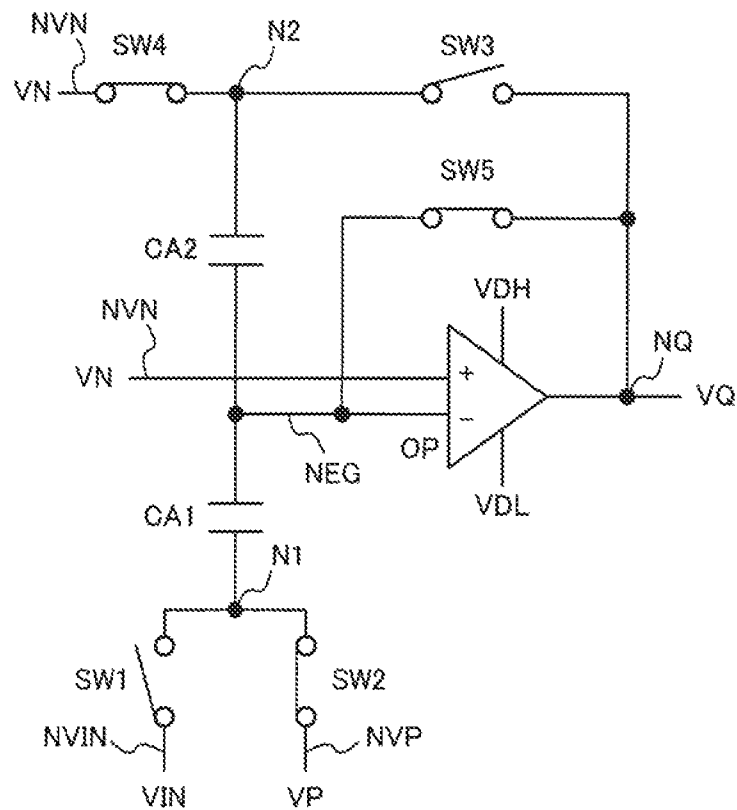 NVN
SW4
N2
SW3
VN
SW5
CA2
NVN
VDH
VN
NQ
+
VQ
−
OP
NEG
VDL
CA1
N1
SW1
SW2
NVIN
NVP
VIN
VP